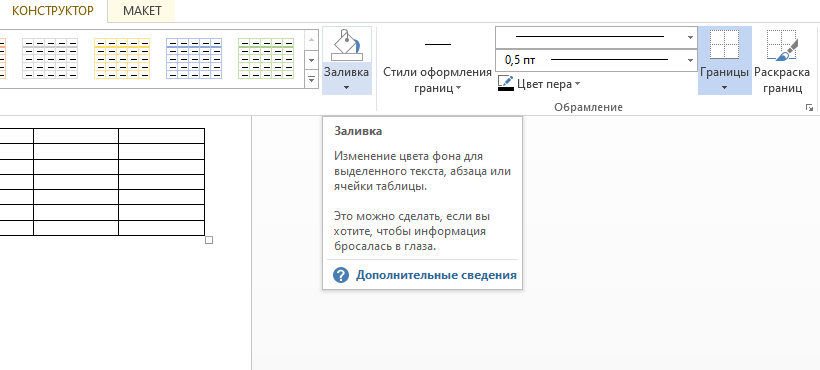 КОНСТРУКТОР МАКЕТ
Заливка
Стили оформления
границ
0,5 пт
Цвет пера
Границы
Раскраска
границ
Обрамление
Заливка
Изменение цвета фона для
выделенного текста, абзаца или
ячейки таблицы.
Это можно сделать, если вы
хотите, чтобы информация
бросалась в глаза.
Дополнительные сведения